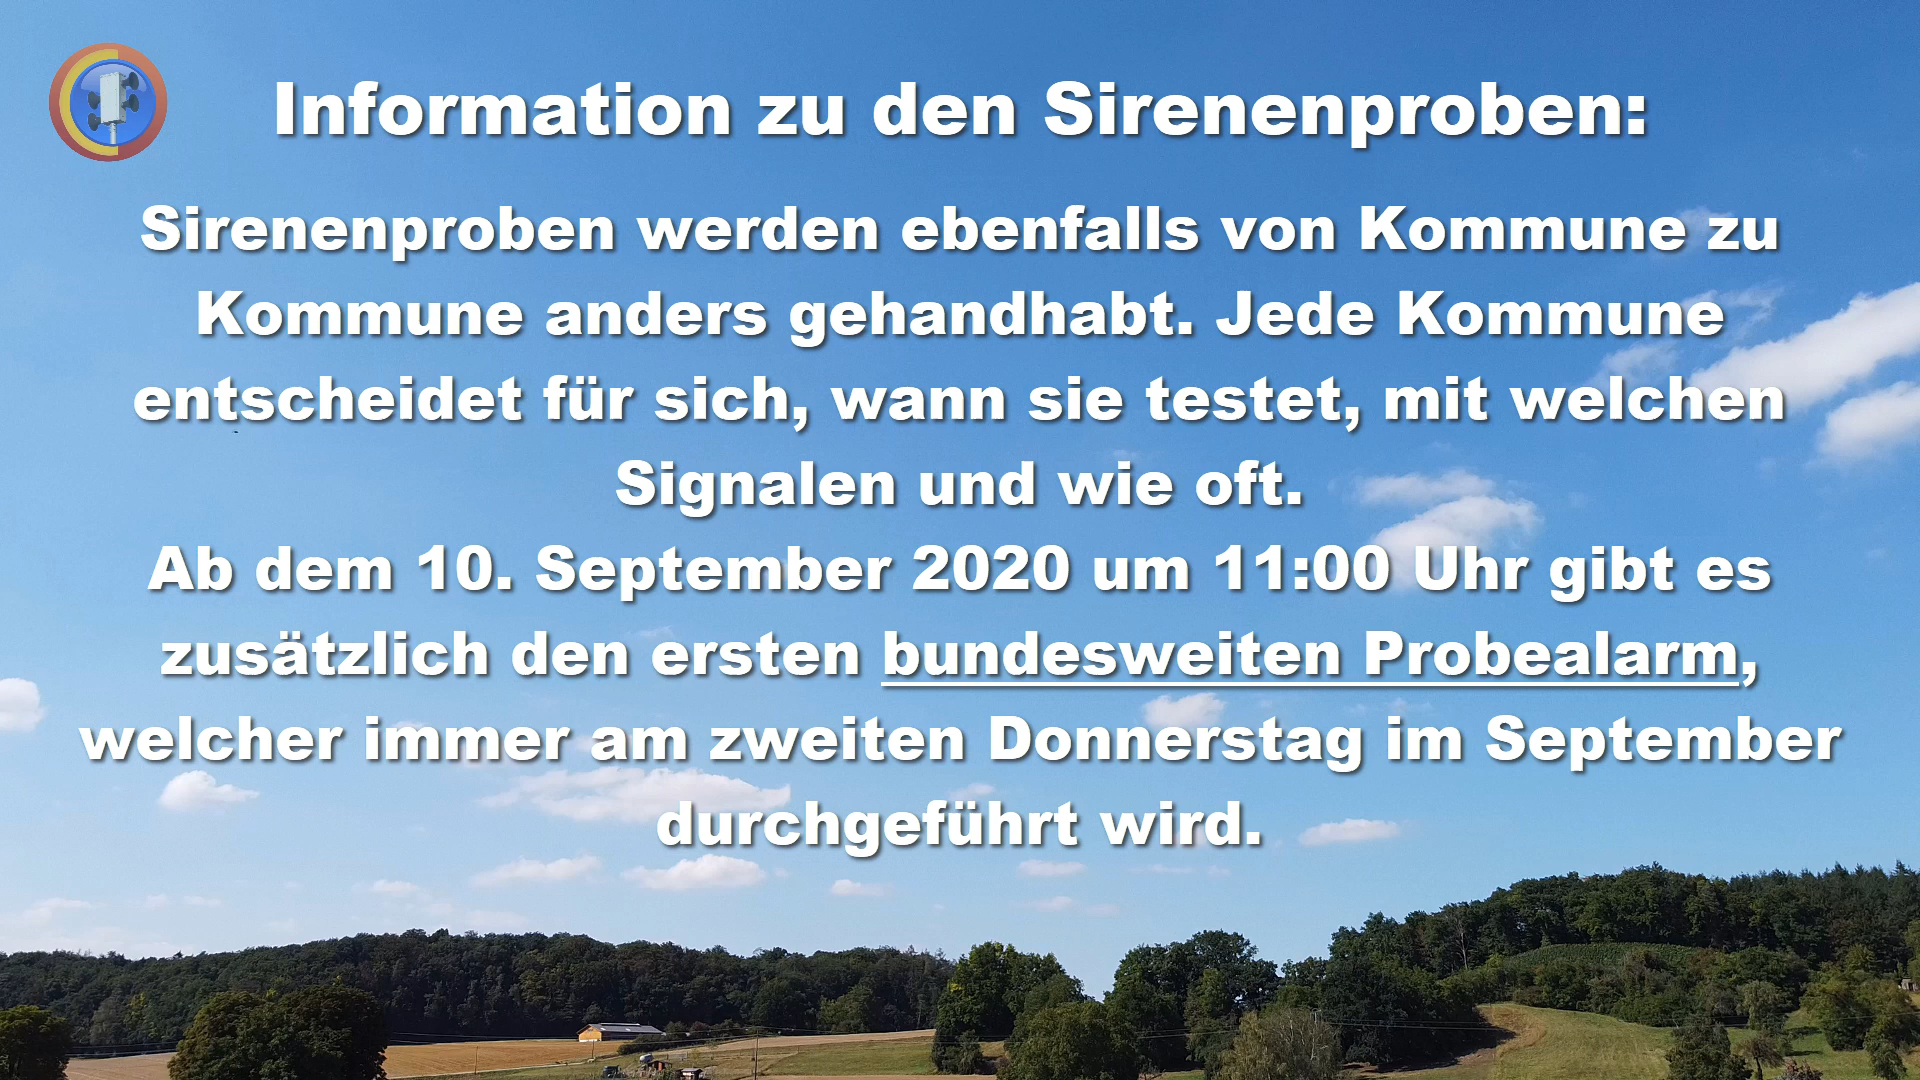 Information zu den Sirenenproben:
Sirenenproben werden ebenfalls von Kommune zu
Kommune anders gehandhabt. Jede Kommune
entscheidet für sich, wann sie testet, mit welchen
Signalen und wie oft.
Ab dem 10. September 2020 um 11:00 Uhr gibt es
zusätzlich den ersten bundesweiten Probealarm,
welcher immer am zweiten Donnerstag im September
durchgeführt wird.